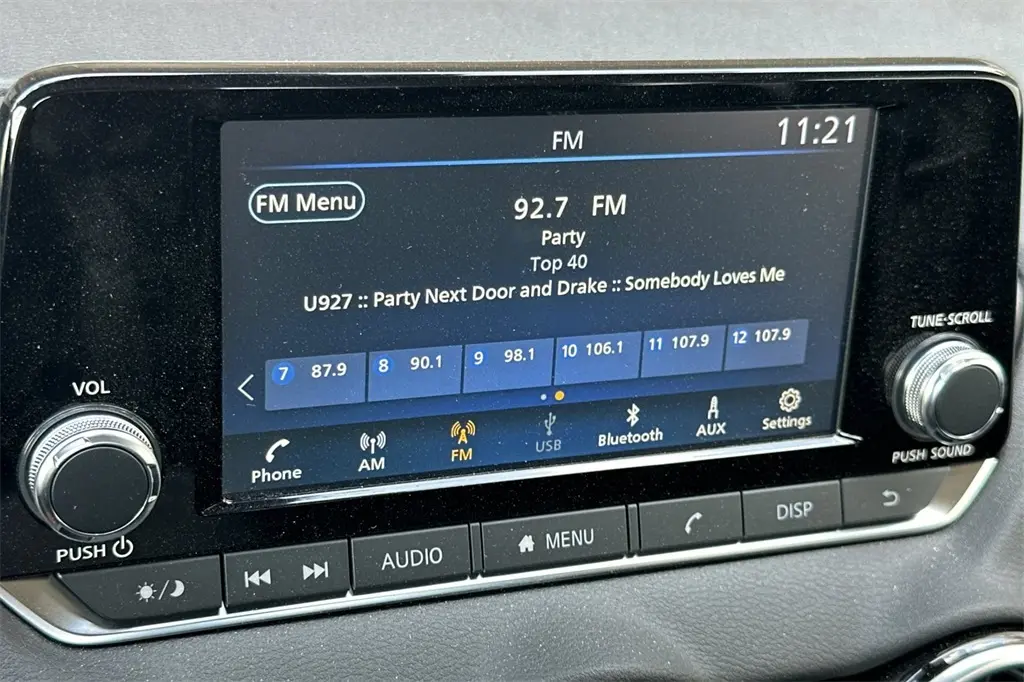 FM
11:21
FM Menu
92.7 FM
Party
Top 40
U927 :: Party Next Door and Drake :: Somebody Loves Me
7 87.9
8 90.1
9 98.1
10 106.1
11 107.9
12 107.9
Phone
AM
FM
USB
Bluetooth
AUX
Settings
VOL
PUSH
TUNE·SCROLL
PUSH SOUND
AUDIO
MENU
DISP